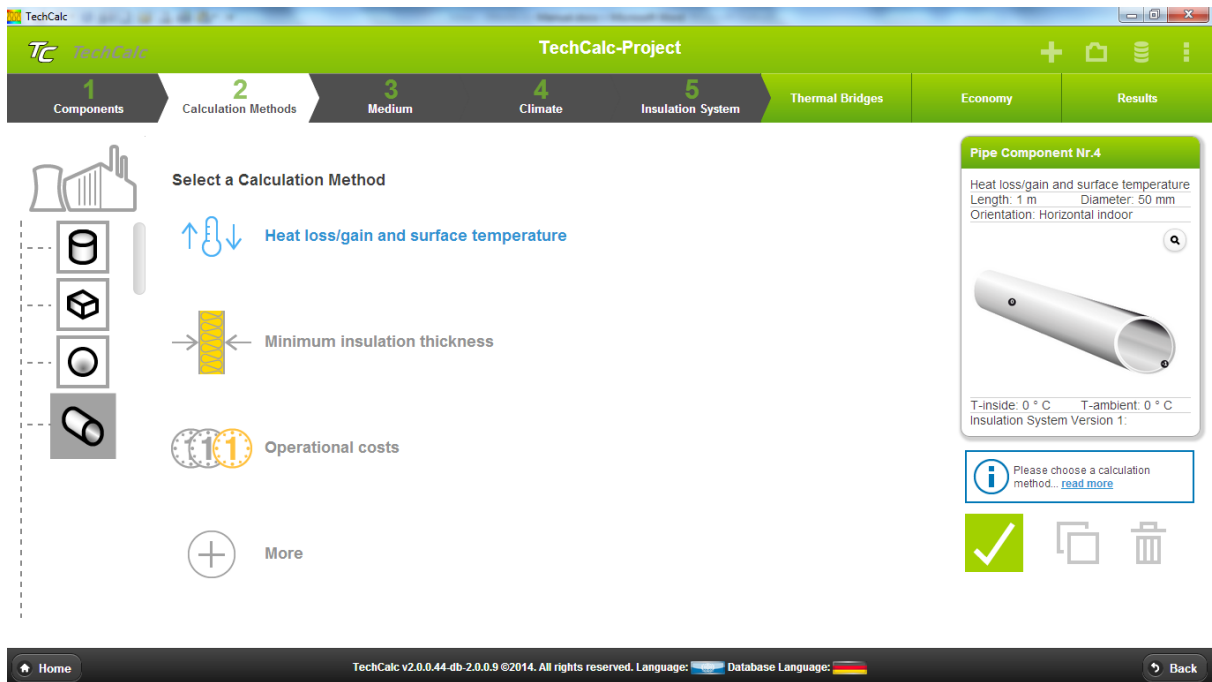 TechCalc
TC TechCalc
TechCalc-Project
1
Components
2
Calculation Methods
3
Medium
4
Climate
5
Insulation System
Thermal Bridges
Economy
Results
Select a Calculation Method
Heat loss/gain and surface temperature
Minimum insulation thickness
Operational costs
More
Pipe Component Nr.4
Heat loss/gain and surface temperature
Length: 1 m Diameter: 50 mm
Orientation: Horizontal indoor
T-inside: 0 ° C T-ambient: 0 ° C
Insulation System Version 1:
Please choose a calculation
method... read more
Home
TechCalc v2.0.0.44-db-2.0.0.9 ©2014. All rights reserved. Language: Database Language:
Back